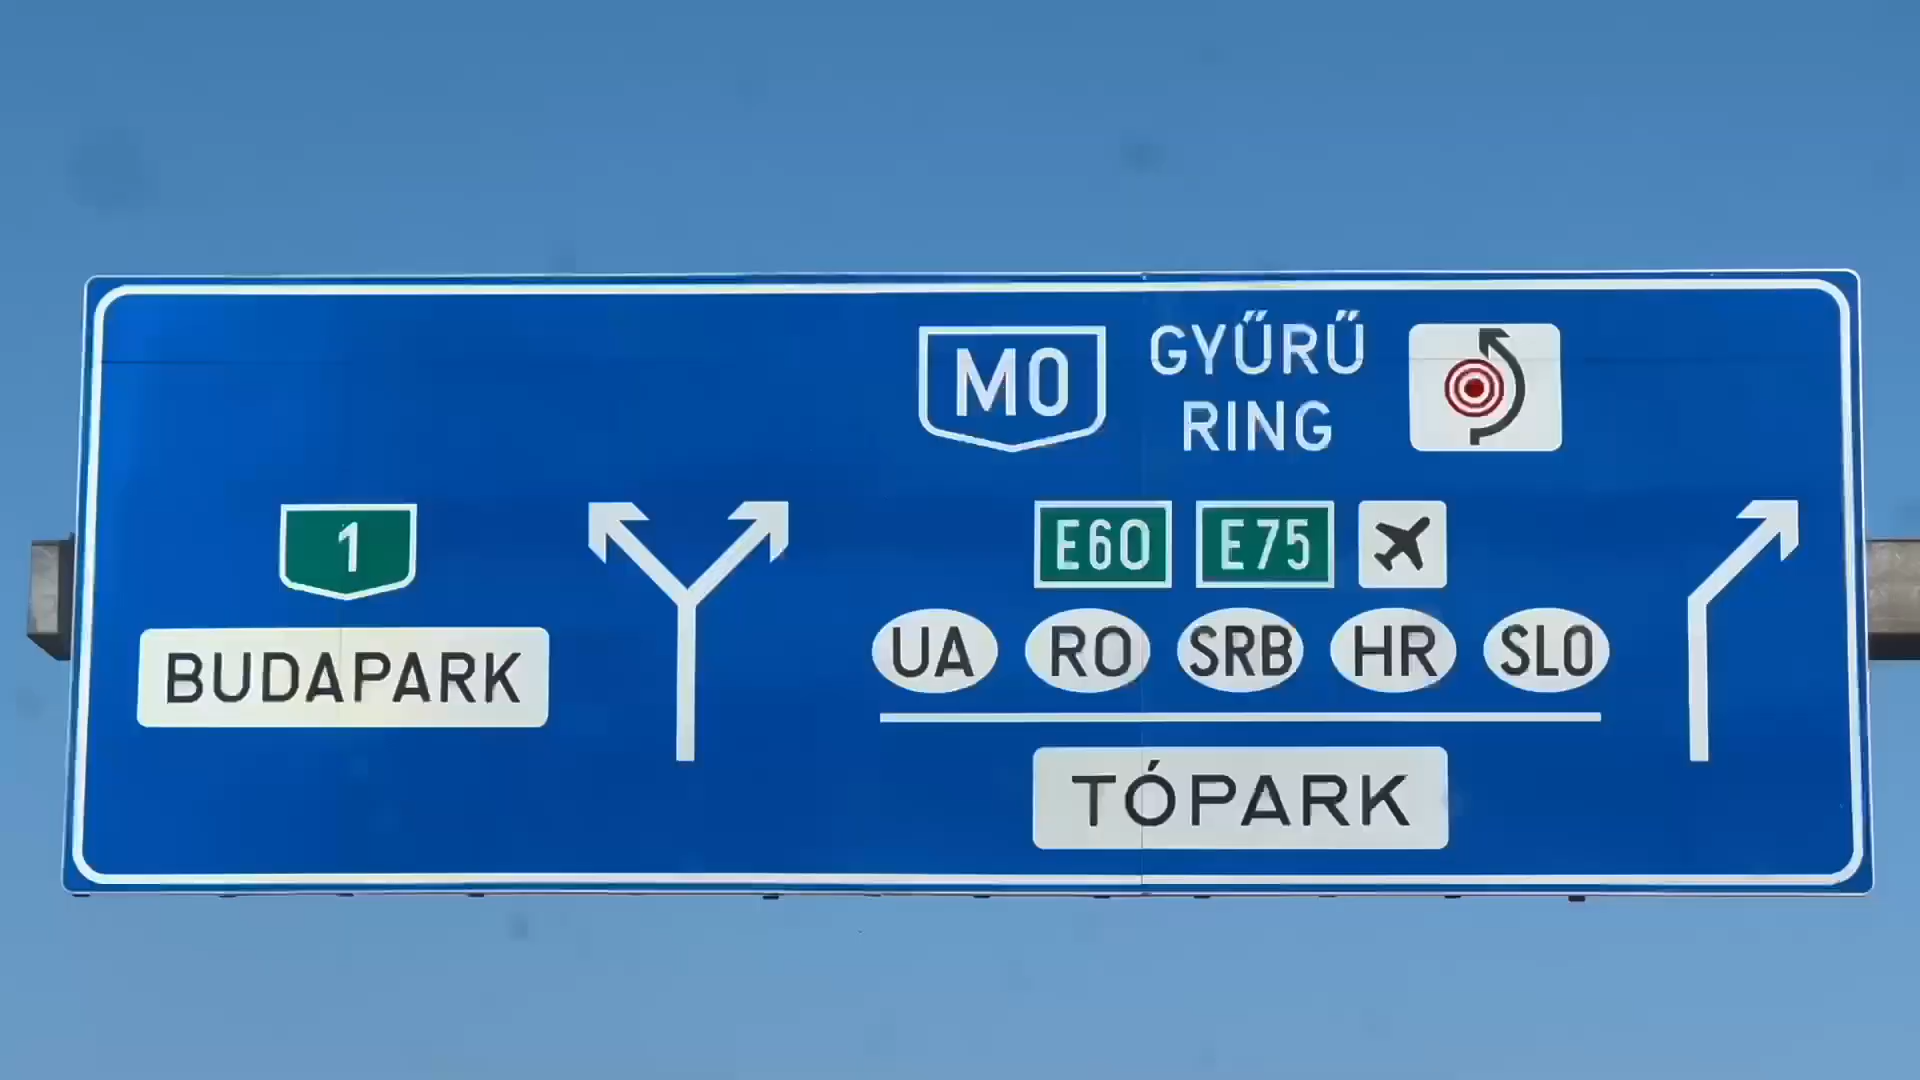 M0 GYŰRŰ
RING
1
E60 E75
BUDAPARK
UA RO SRB HR SLO
TÓPARK